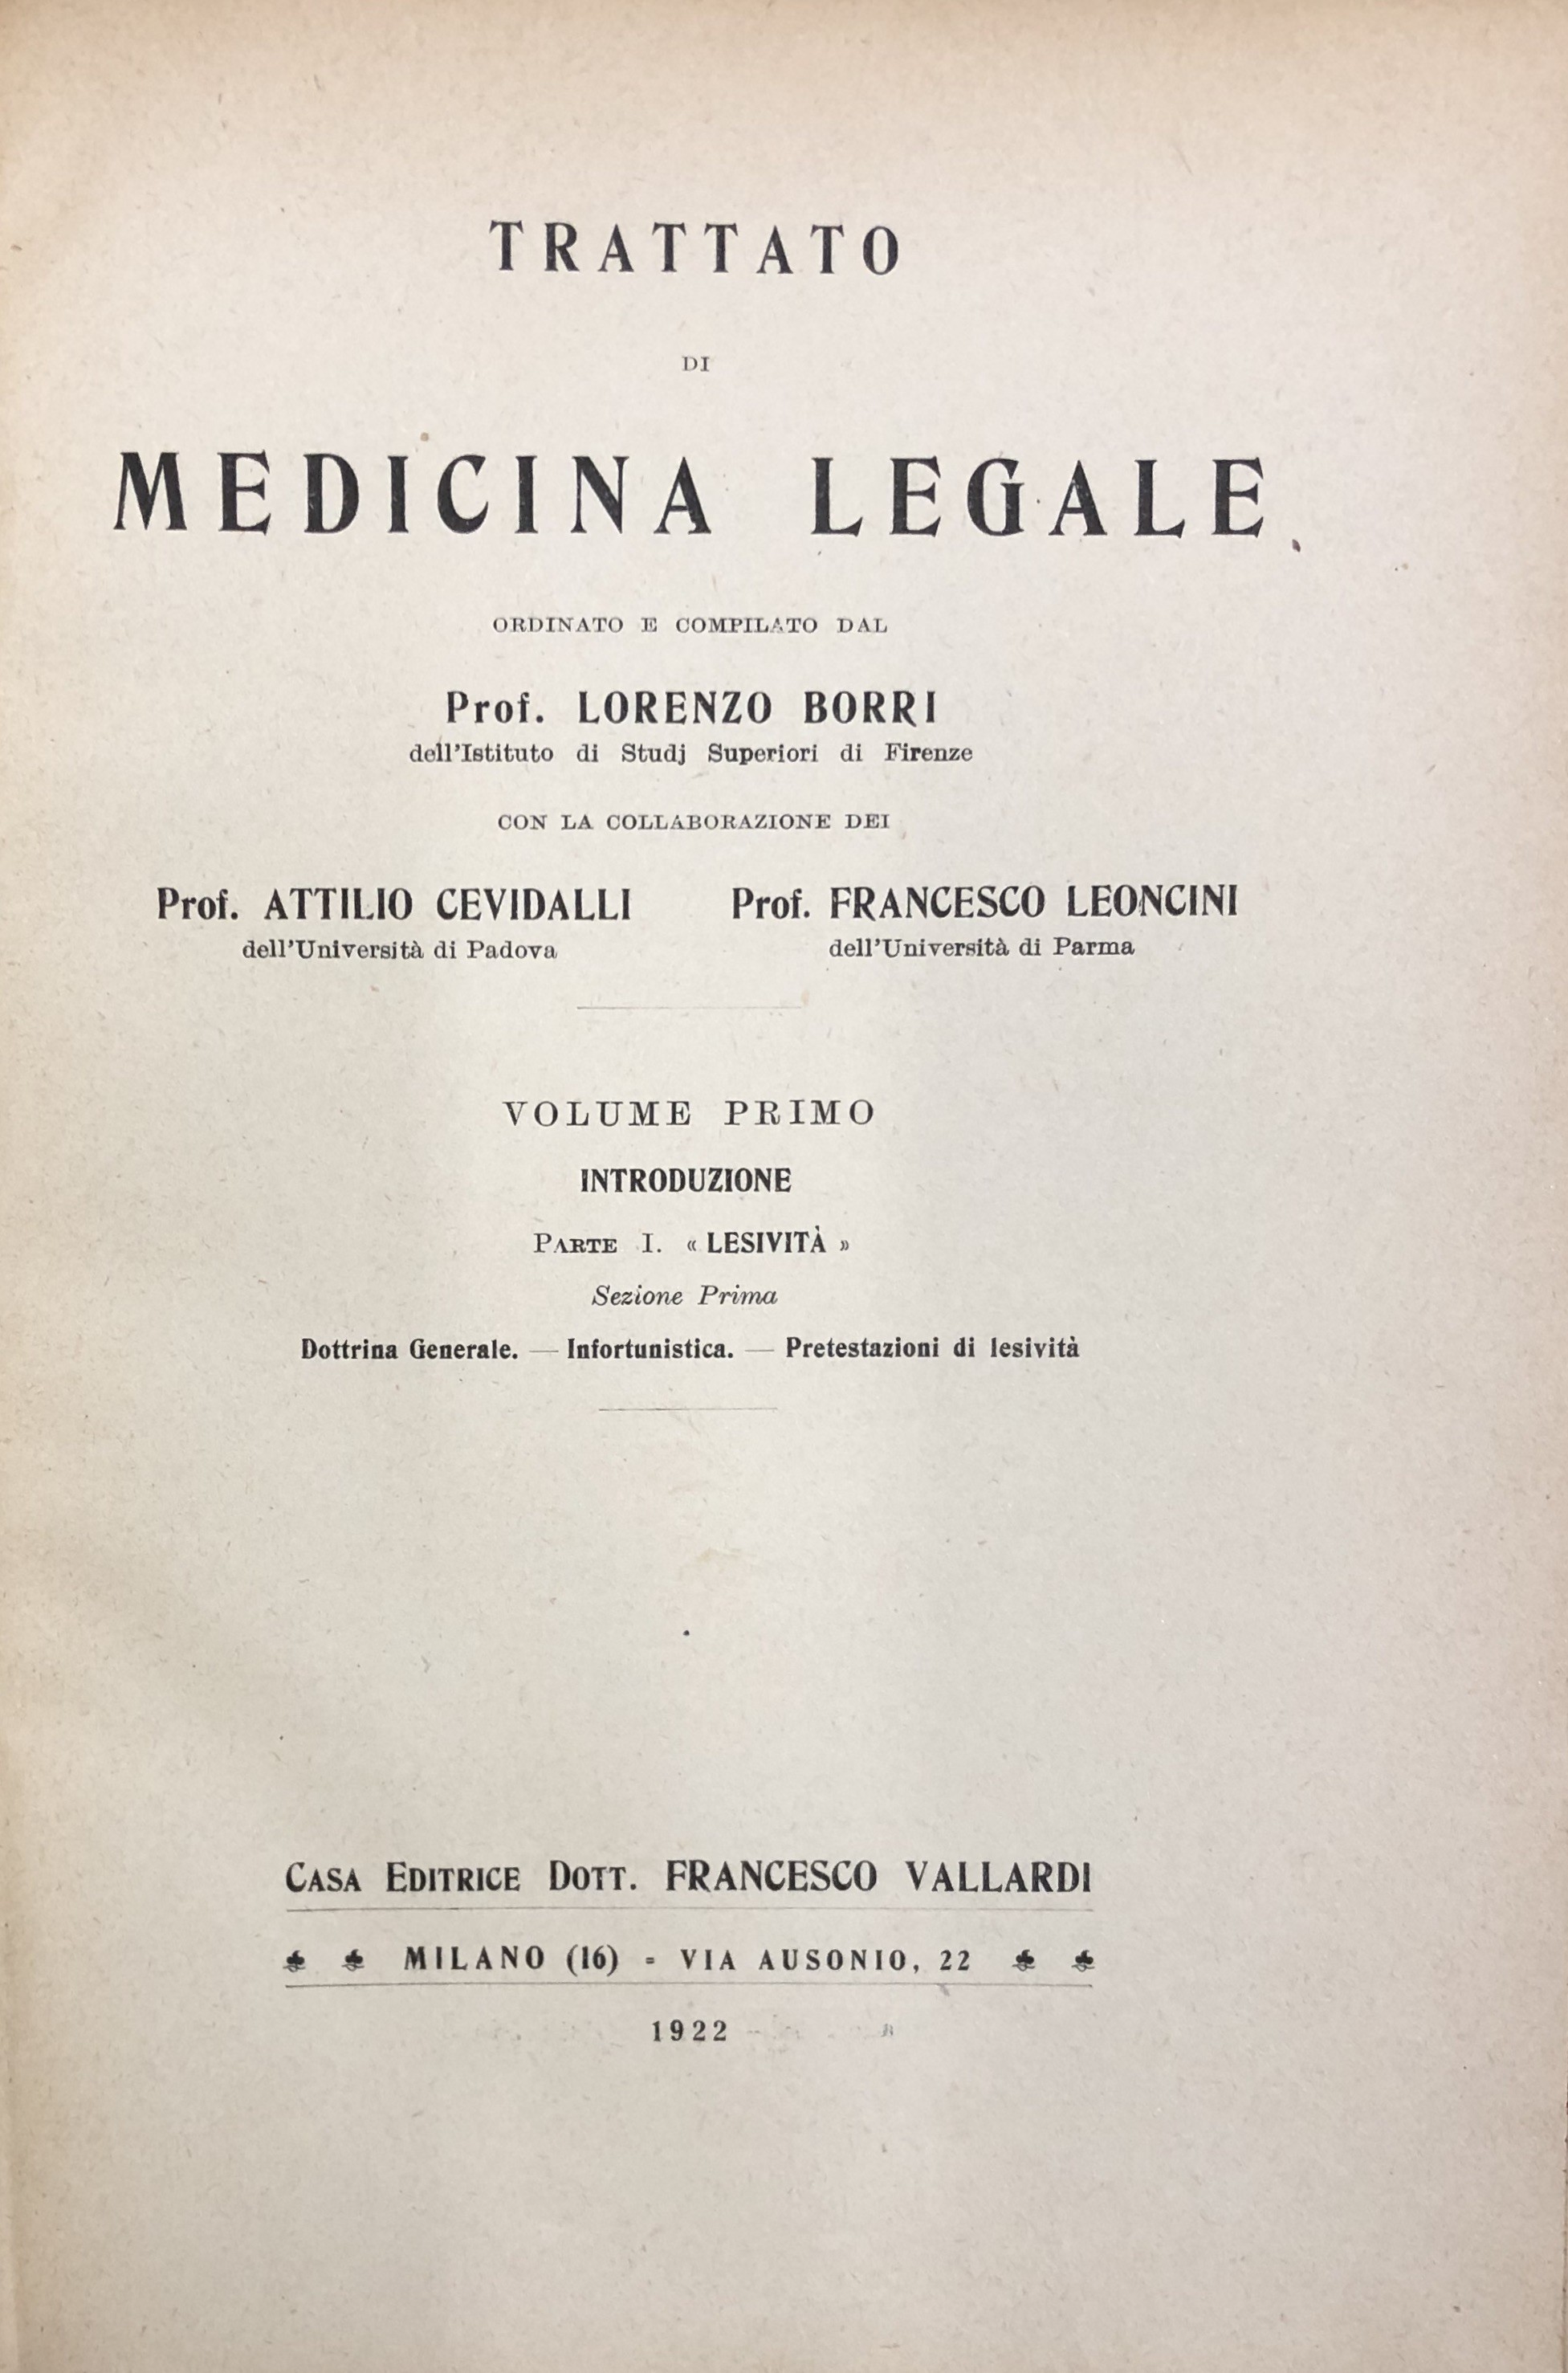 TRATTATO
DI
MEDICINA LEGALE
ORDINATO E COMPILATO DAL
Prof. LORENZO BORRI
dell'Istituto di Studj Superiori di Firenze
CON LA COLLABORAZIONE DEI
Prof. ATTILIO CEVIDALLI
dell'Università di Padova
Prof. FRANCESCO LEONCINI
dell'Università di Parma
VOLUME PRIMO
INTRODUZIONE
PARTE I. « LESIVITÀ »
Sezione Prima
Dottrina Generale. — Infortunistica. — Pretestazioni di lesività
CASA EDITRICE DOTT. FRANCESCO VALLARDI
MILANO (16) - VIA AUSONIO, 22
1922